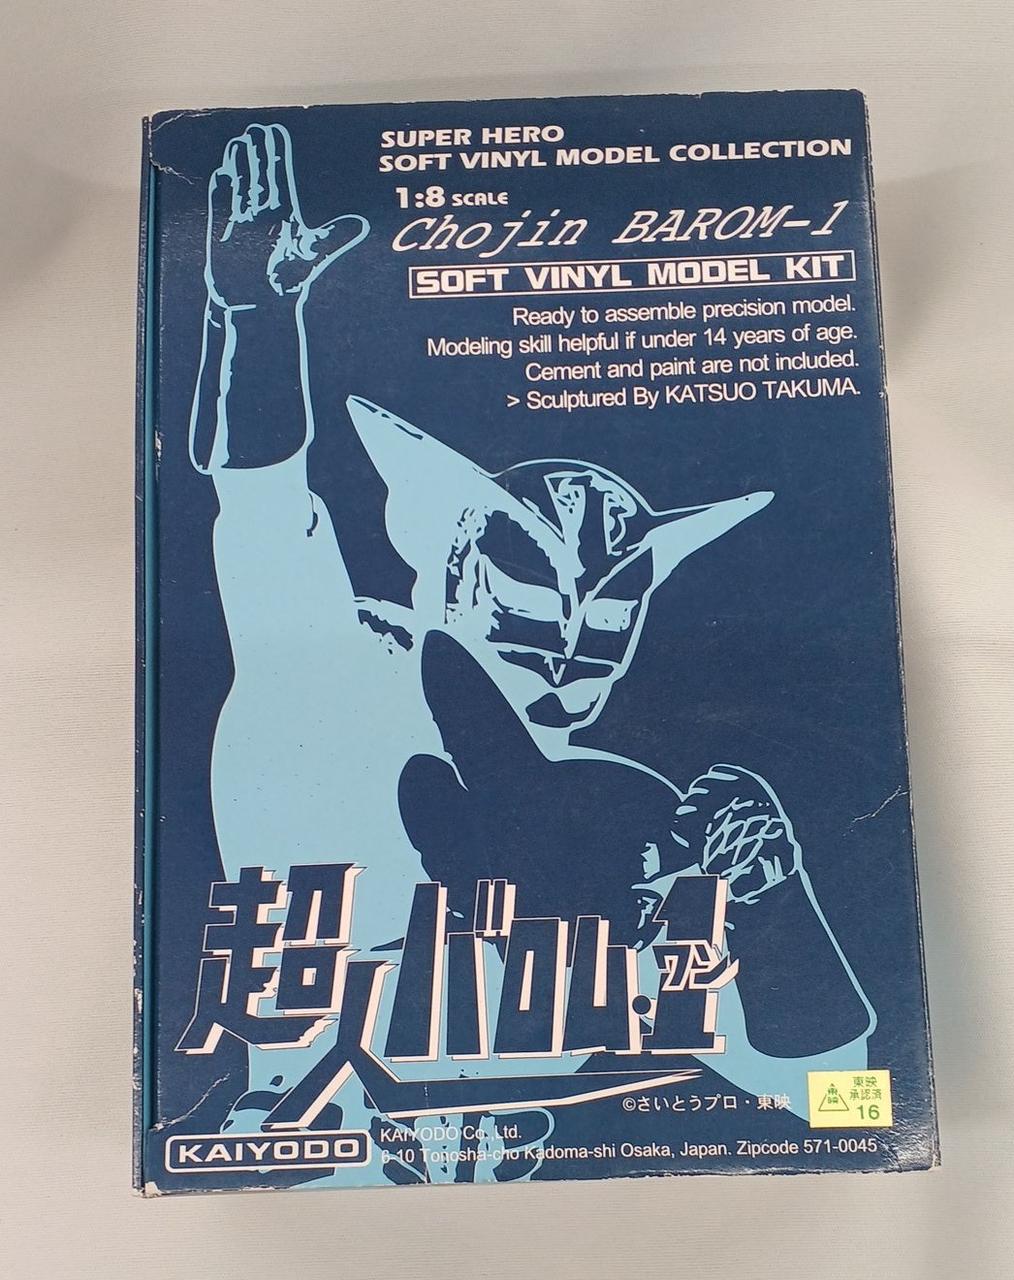 SUPER HERO
SOFT VINYL MODEL COLLECTION
1:8 SCALE
Chojin BAROM-1
SOFT VINYL MODEL KIT
Ready to assemble precision model.
Modeling skill helpful if under 14 years of age.
Cement and paint are not included.
> Sculptured By KATSUO TAKUMA.
超人バロム・1
ワン
©さいとうプロ・東映
東映
承認済
16
東映
KAIYODO
KAIYODO Co.,Ltd.
6-10 Tonosha-cho Kadoma-shi Osaka, Japan. Zipcode 571-0045